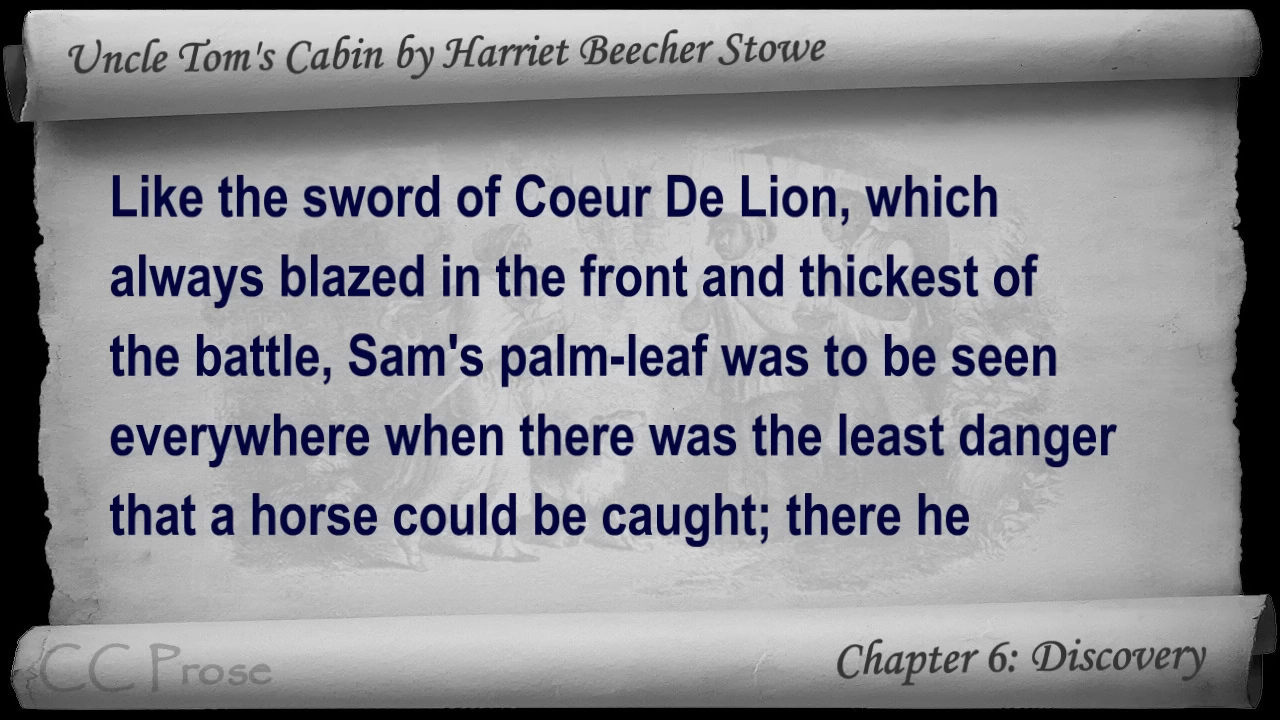 Uncle Tom's Cabin by Harriet Beecher Stowe
Like the sword of Coeur De Lion, which
always blazed in the front and thickest of
the battle, Sam's palm-leaf was to be seen
everywhere when there was the least danger
that a horse could be caught; there he
CC Prose
Chapter 6: Discovery